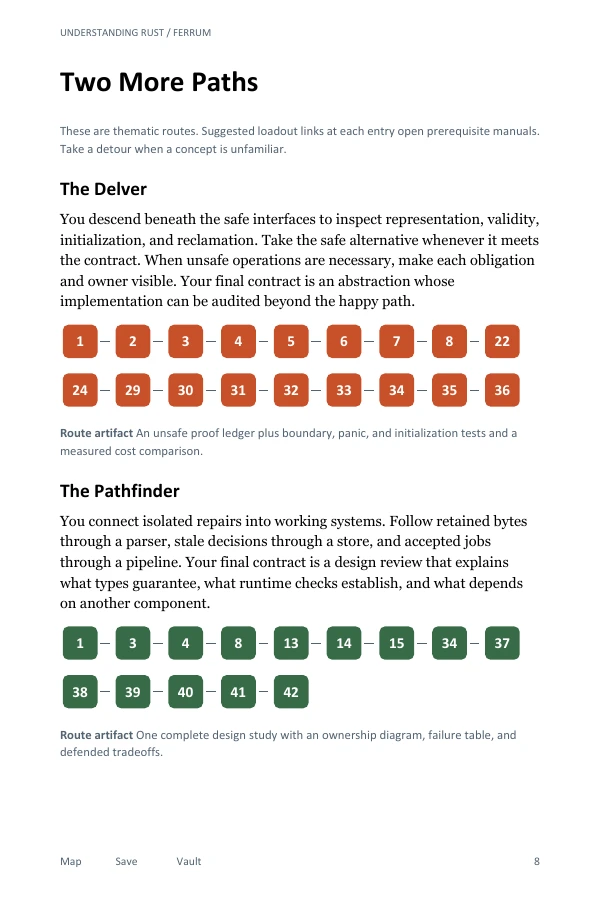 UNDERSTANDING RUST / FERRUM
Two More Paths
These are thematic routes. Suggested loadout links at each entry open prerequisite manuals.
Take a detour when a concept is unfamiliar.
The Delver
You descend beneath the safe interfaces to inspect representation, validity,
initialization, and reclamation. Take the safe alternative whenever it meets
the contract. When unsafe operations are necessary, make each obligation
and owner visible. Your final contract is an abstraction whose
implementation can be audited beyond the happy path.
1 2 3 4 5 6 7 8 22
24 29 30 31 32 33 34 35 36
Route artifact An unsafe proof ledger plus boundary, panic, and initialization tests and a
measured cost comparison.
The Pathfinder
You connect isolated repairs into working systems. Follow retained bytes
through a parser, stale decisions through a store, and accepted jobs
through a pipeline. Your final contract is a design review that explains
what types guarantee, what runtime checks establish, and what depends
on another component.
1 3 4 8 13 14 15 34 37
38 39 40 41 42
Route artifact One complete design study with an ownership diagram, failure table, and
defended tradeoffs.
Map Save Vault 8